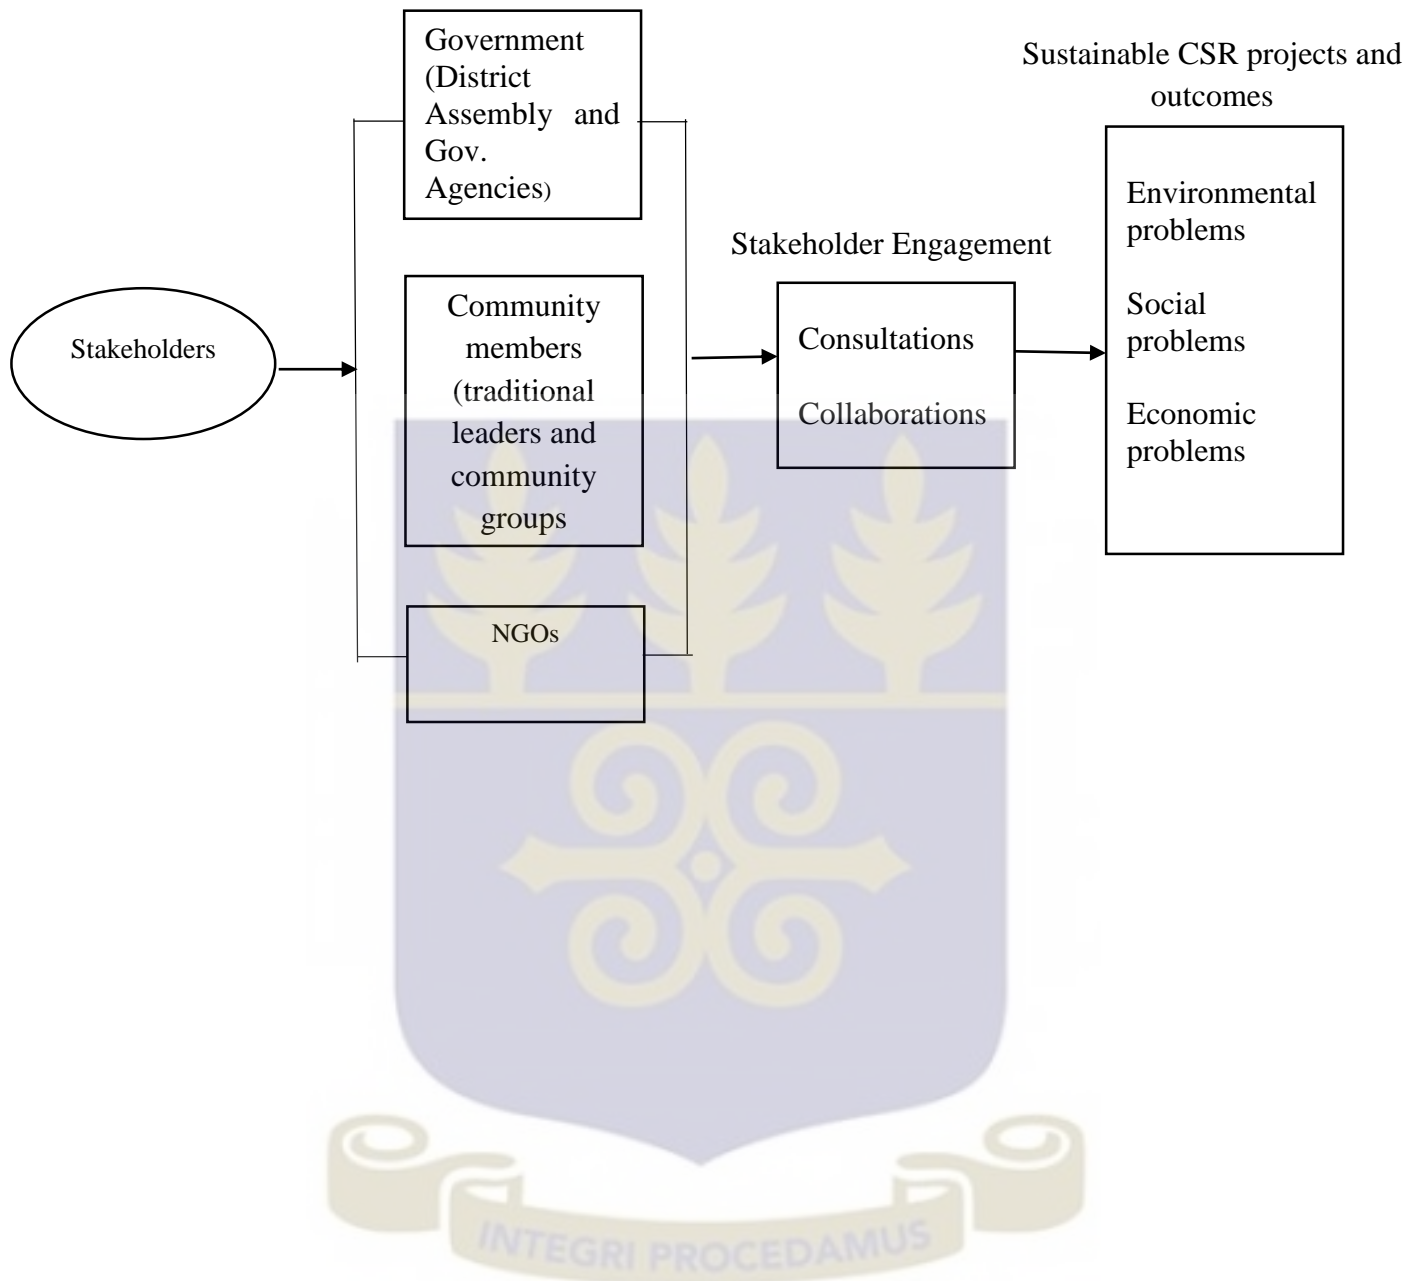 Government
(District
Assembly and
Gov.
Agencies)
Sustainable CSR projects and
outcomes
Environmental
problems
Social
problems
Economic
problems
Stakeholder Engagement
Consultations
Collaborations
Stakeholders
Community
members
(traditional
leaders and
community
groups
NGOs
INTEGRI PROCEDAMUS